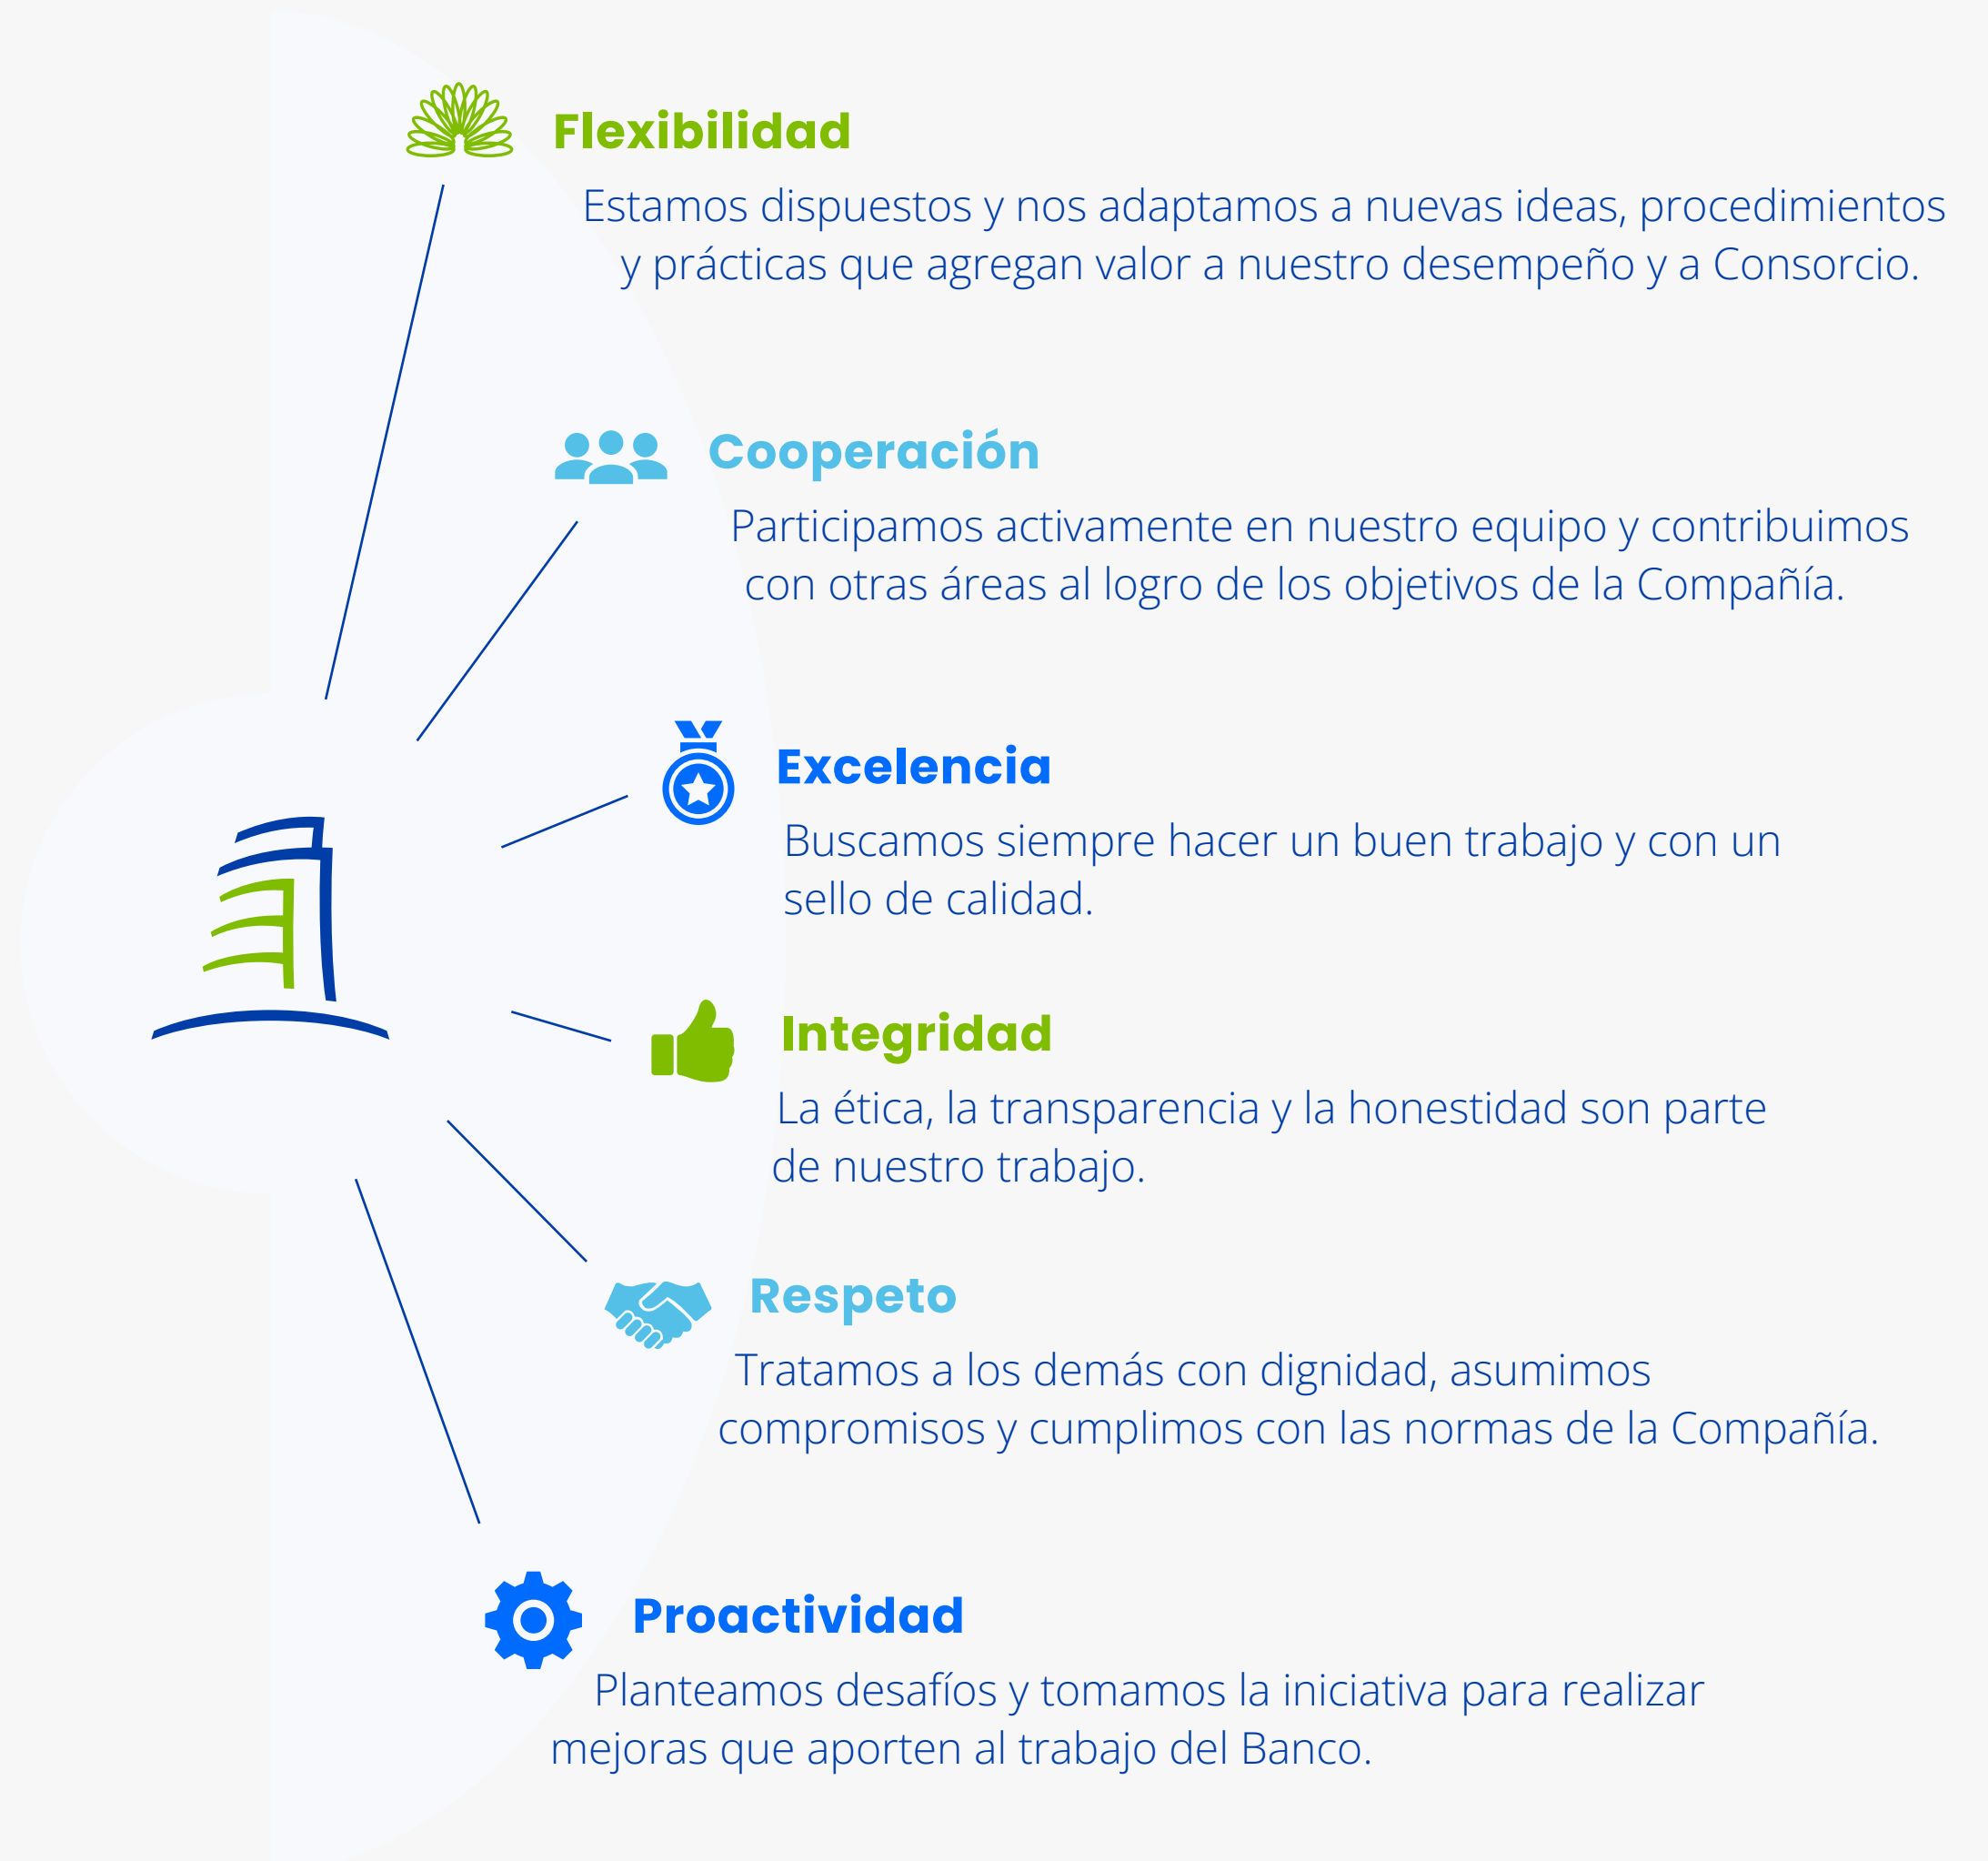 Flexibilidad
Estamos dispuestos y nos adaptamos a nuevas ideas, procedimientos
y prácticas que agregan valor a nuestro desempeño y a Consorcio.
Cooperación
Participamos activamente en nuestro equipo y contribuimos
con otras áreas al logro de los objetivos de la Compañía.
Excelencia
Buscamos siempre hacer un buen trabajo y con un
sello de calidad.
Integridad
La ética, la transparencia y la honestidad son parte
de nuestro trabajo.
Respeto
Tratamos a los demás con dignidad, asumimos
compromisos y cumplimos con las normas de la Compañía.
Proactividad
Planteamos desafíos y tomamos la iniciativa para realizar
mejoras que aporten al trabajo del Banco.